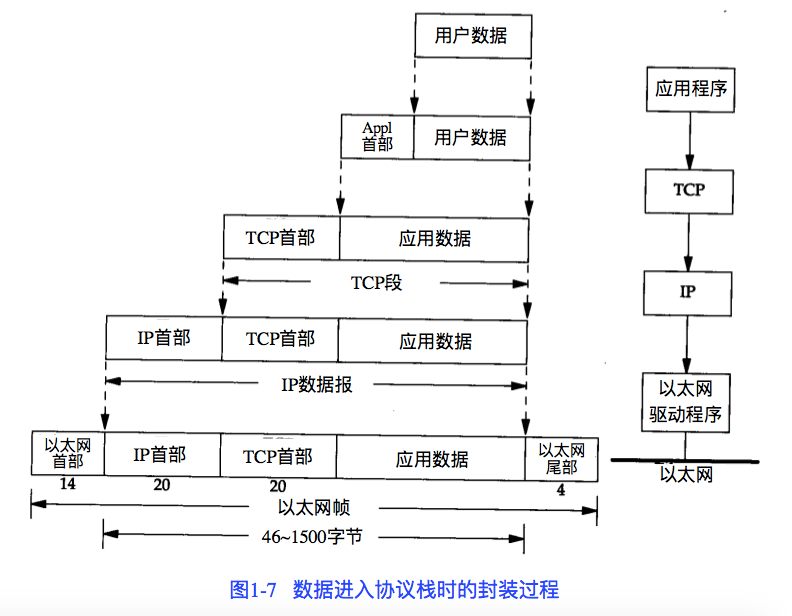 用户数据
Appl
首部
用户数据
TCP首部
应用数据
TCP段
IP首部
TCP首部
应用数据
IP数据报
以太网
首部
IP首部
TCP首部
应用数据
以太网
尾部
14
20
20
4
以太网帧
46~1500字节
应用程序
TCP
IP
以太网
驱动程序
以太网
图1-7 数据进入协议栈时的封装过程